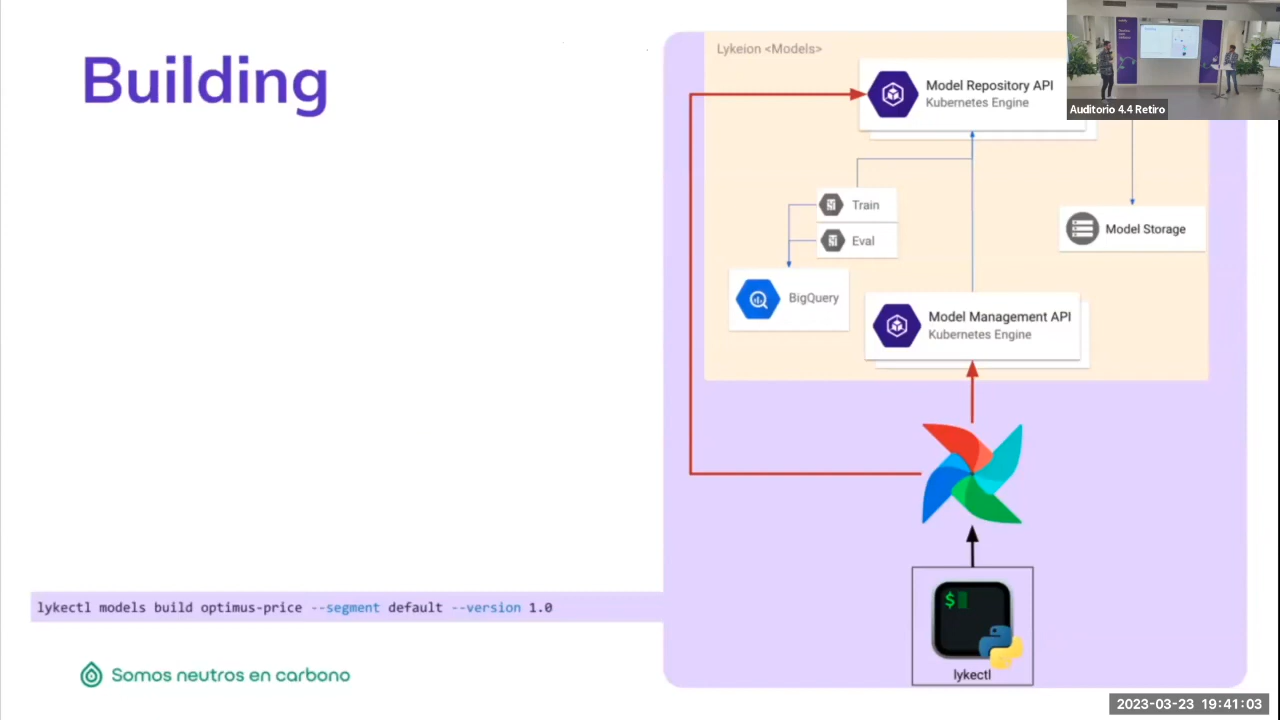 Building
lykectl models build optimus-price --segment default --version 1.0
Somos neutros en carbono
Lykeion <Models>
Model Repository API
Kubernetes Engine
Train
Eval
Model Storage
BigQuery
Model Management API
Kubernetes Engine
$
lykectl
Auditorio 4.4 Retiro
2023-03-23 19:41:03